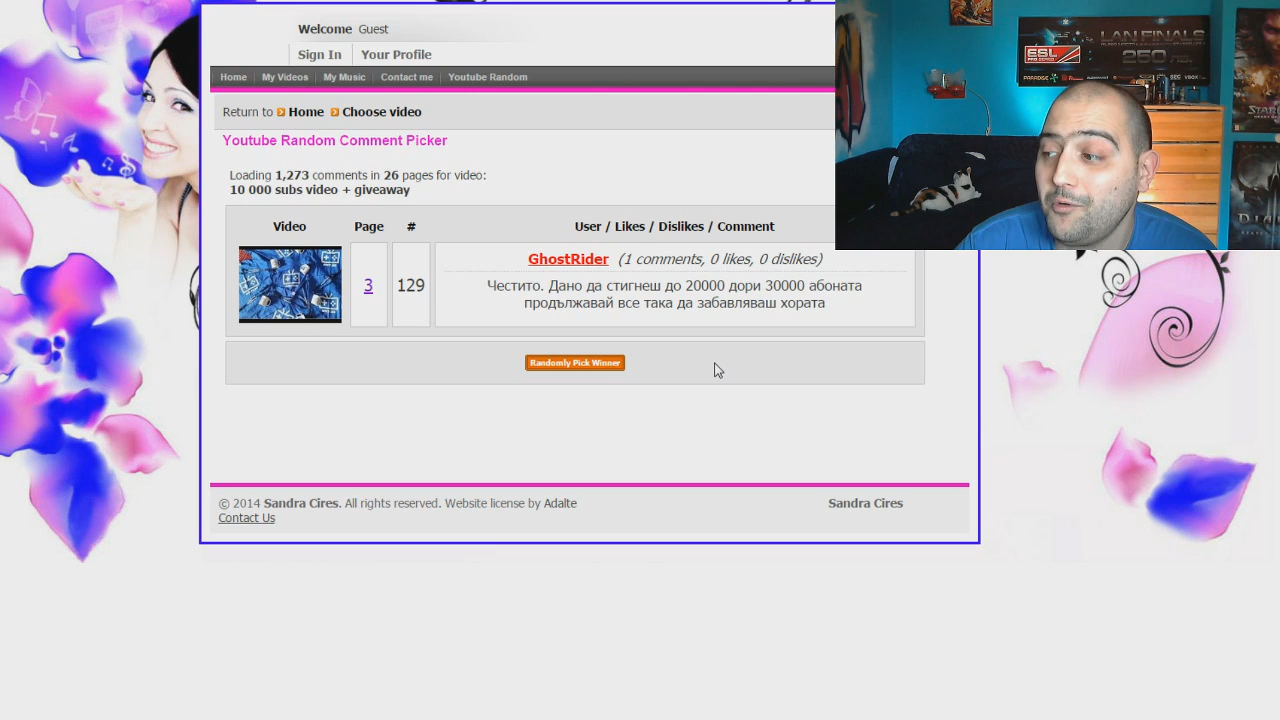 Welcome Guest
Sign In Your Profile
Home My Videos My Music Contact me Youtube Random
Return to Home Choose video
Youtube Random Comment Picker
Loading 1,273 comments in 26 pages for video:
10 000 subs video + giveaway
Video Page # User / Likes / Dislikes / Comment
GhostRider (1 comments, 0 likes, 0 dislikes)
3 129 Честито. Дано да стигнеш до 20000 дори 30000 абоната
продължавай все така да забавляваш хората
Randomly Pick Winner
© 2014 Sandra Cires. All rights reserved. Website license by Adalte Sandra Cires
Contact Us
LAN FINALS
ESL
PRO SERIES
PARADISE